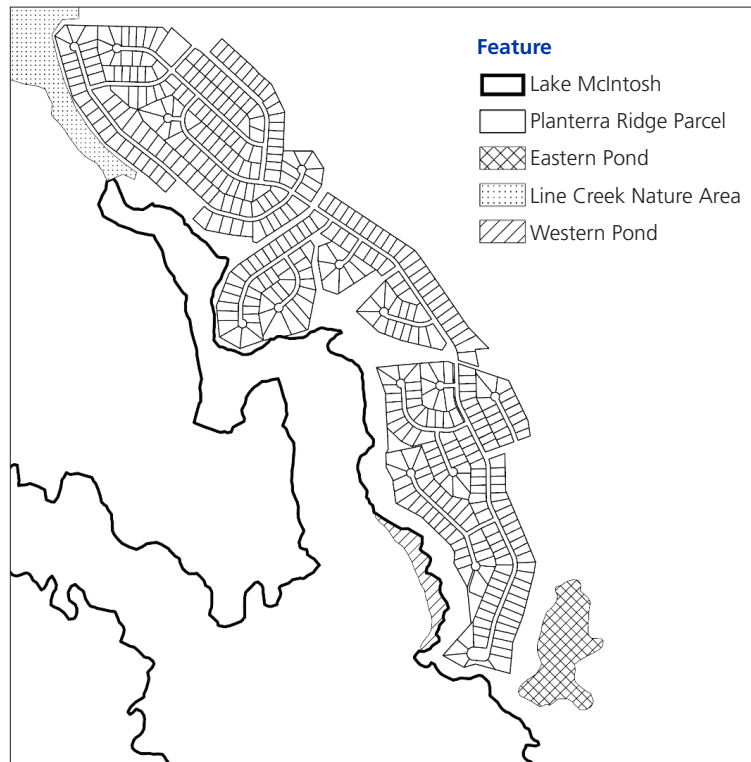 Feature
Lake McIntosh
Planterra Ridge Parcel
Eastern Pond
Line Creek Nature Area
Western Pond